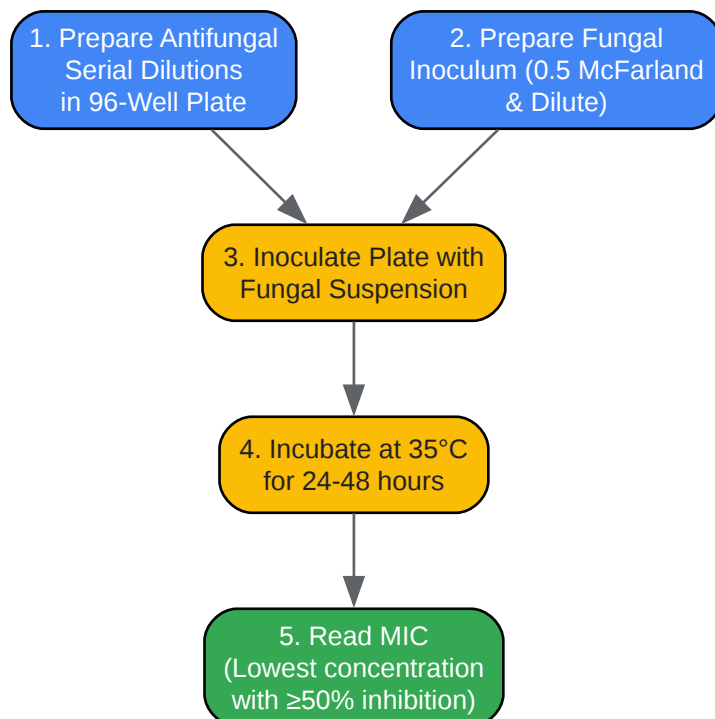 1. Prepare Antifungal
Serial Dilutions
in 96-Well Plate
2. Prepare Fungal
Inoculum (0.5 McFarland
& Dilute)
3. Inoculate Plate with
Fungal Suspension
4. Incubate at 35°C
for 24-48 hours
5. Read MIC
(Lowest concentration
with ≥50% inhibition)